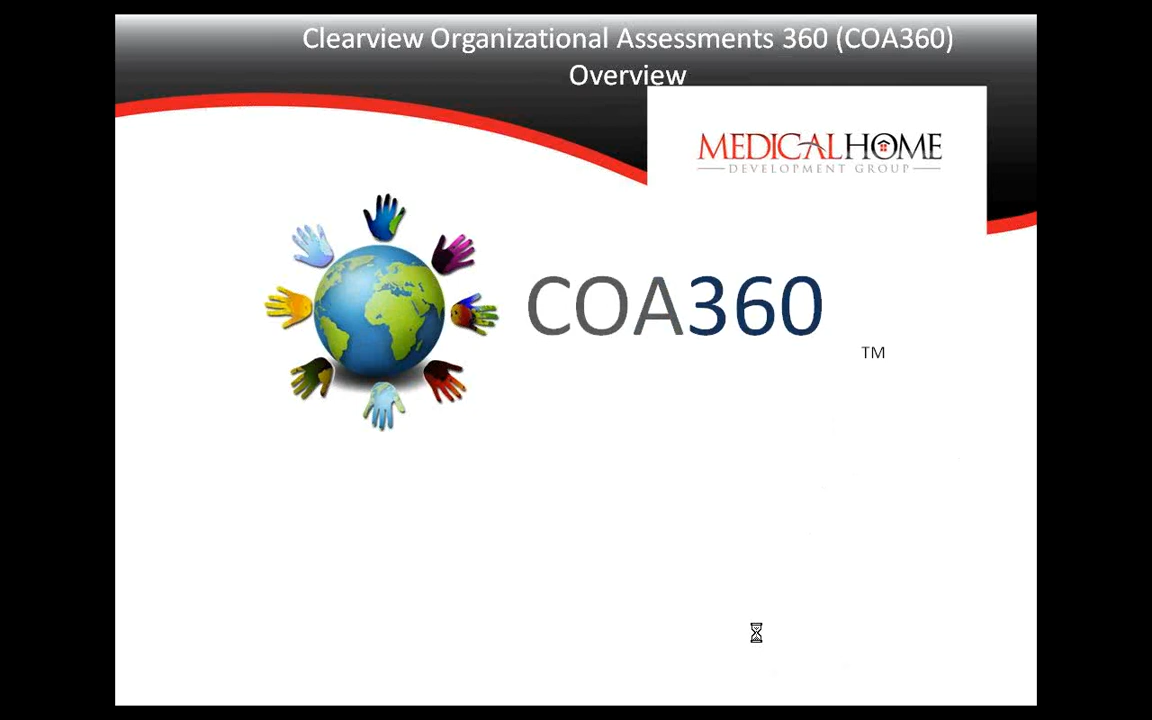 Clearview Organizational Assessments 360 (COA360)
Overview
MEDICALHOME
DEVELOPMENT GROUP
COA360
TM